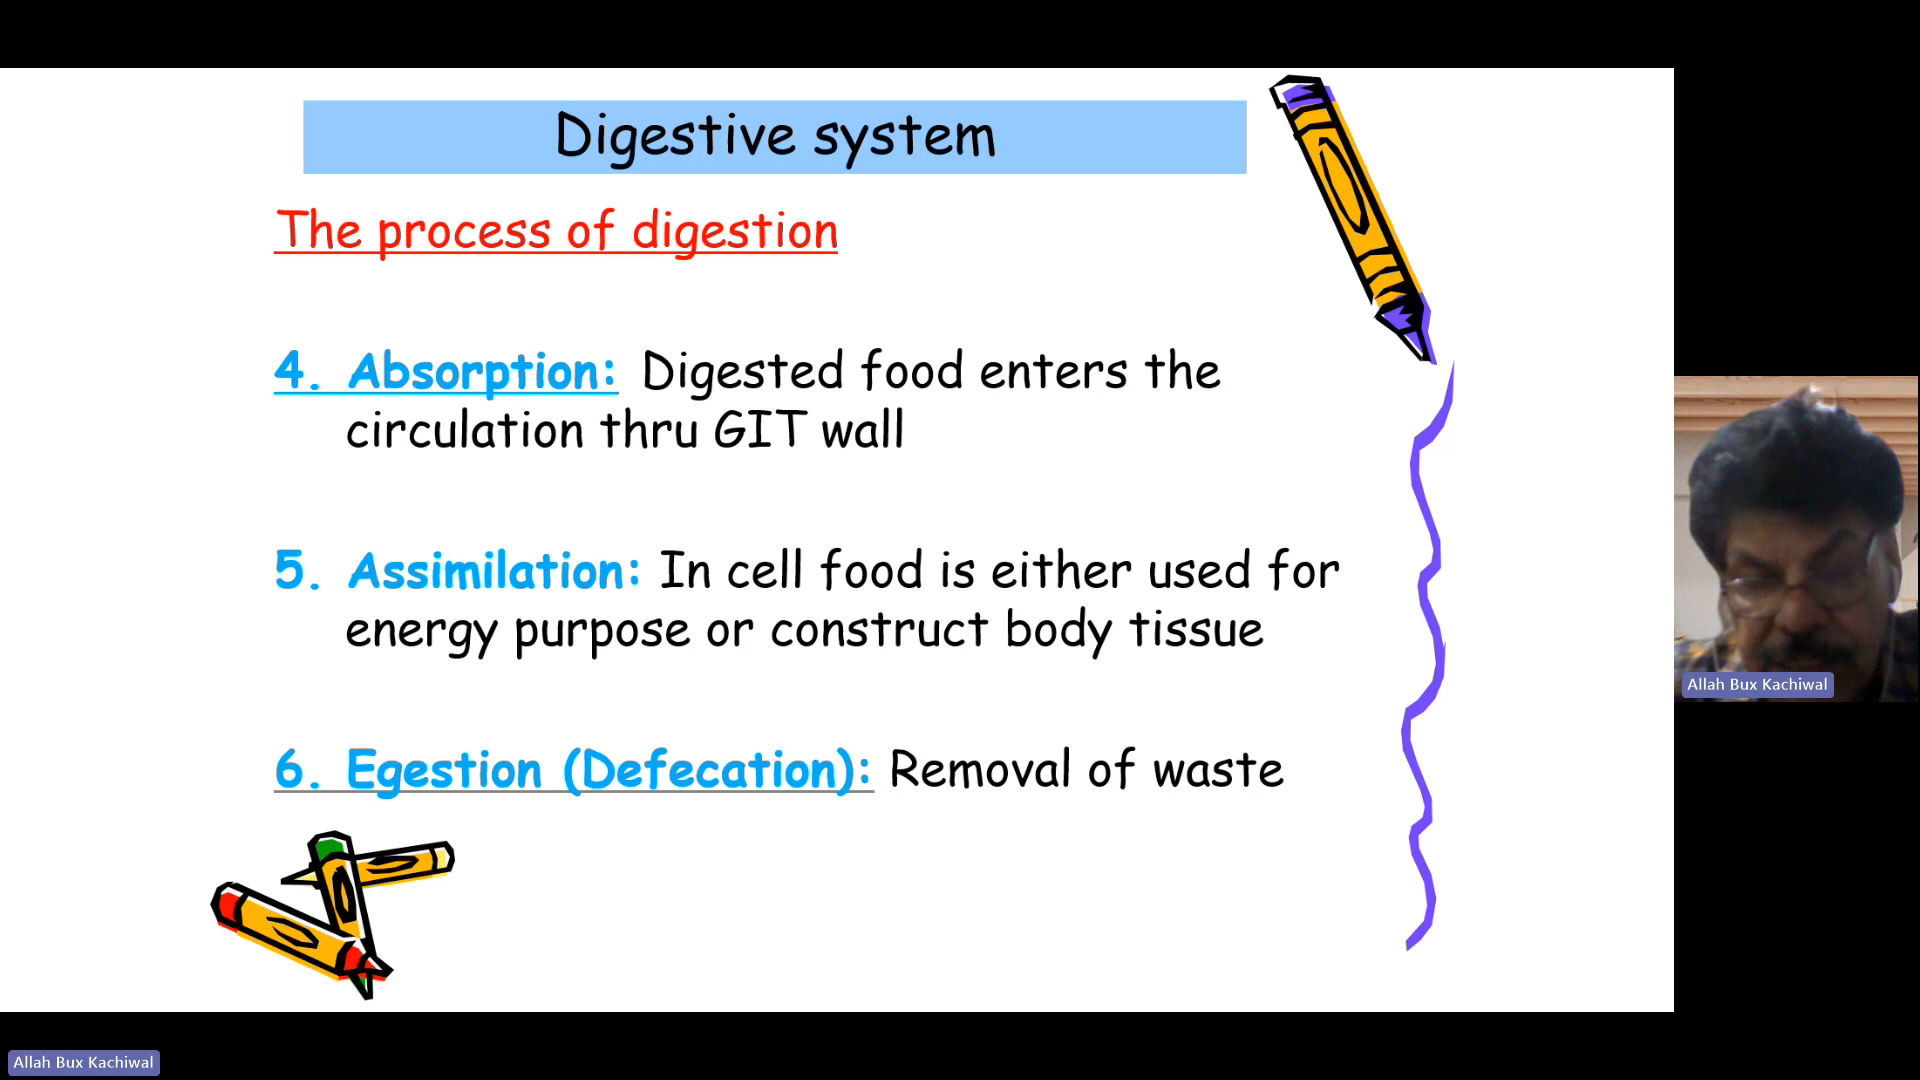 Digestive system
The process of digestion
4. Absorption: Digested food enters the
circulation thru GIT wall
5. Assimilation: In cell food is either used for
energy purpose or construct body tissue
6. Egestion (Defecation): Removal of waste
Allah Bux Kachiwal
Allah Bux Kachiwal